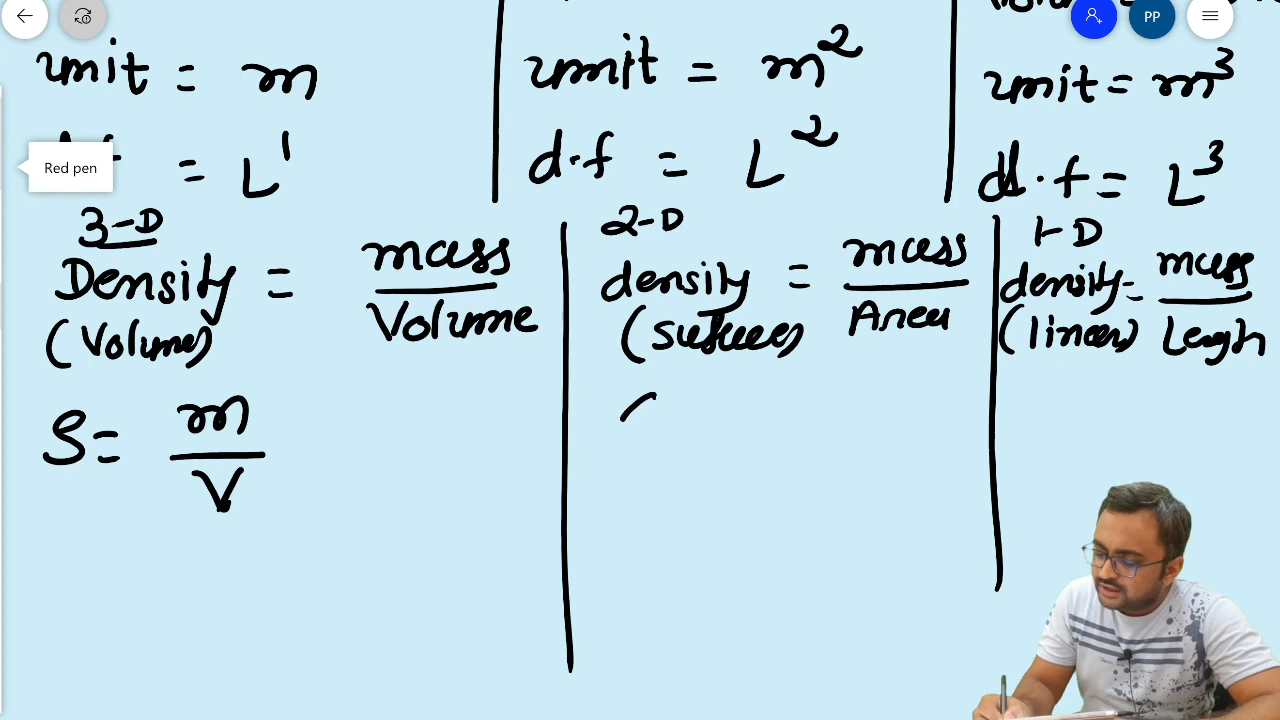 PP
unit = m
unit = m²
unit = m³
= L¹
d.f = L²
d.f = L³
Red pen
3-D
Density = mass / Volume
(Volume)
2-D
density = mass / Area
1-D
density = mass / Length
(linear)
S = m / V